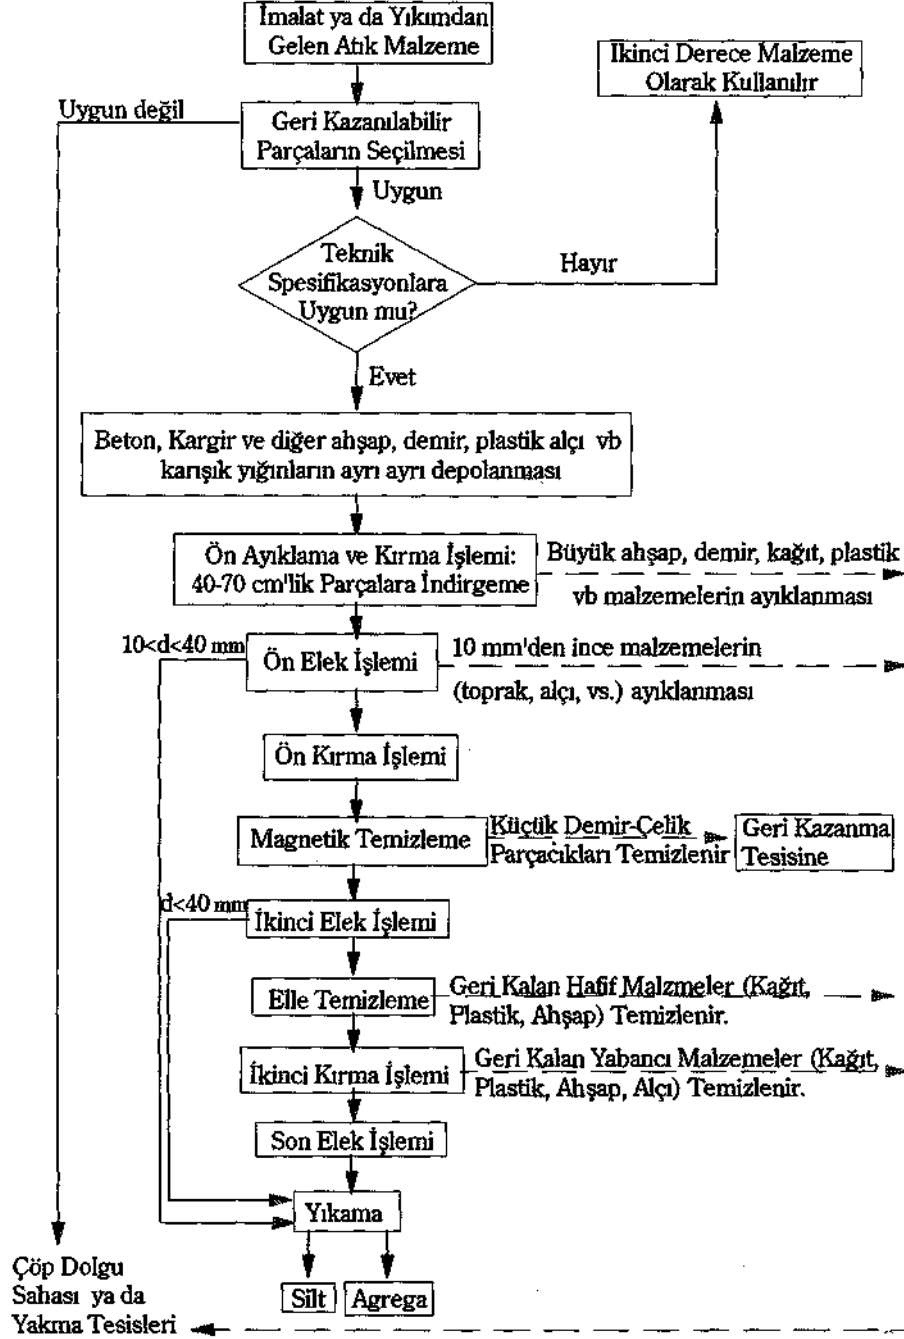 İmalat ya da Yıkımdan
Gelen Atık Malzeme
İkinci Derece Malzeme
Olarak Kullanılır
Uygun değil
Geri Kazanılabilir
Parçaların Seçilmesi
Uygun
Teknik
Spesifikasyonlara
Uygun mu?
Hayır
Evet
Beton, Kargir ve diğer ahşap, demir, plastik alçı vb
karışık yığınların ayrı ayrı depolanması
Ön Ayıklama ve Kırma İşlemi:
40-70 cm'lik Parçalara İndirgeme
Büyük ahşap, demir, kağıt, plastik
vb malzemelerin ayıklanması
10<d<40 mm
Ön Elek İşlemi
10 mm'den ince malzemelerin
(toprak, alçı, vs.) ayıklanması
Ön Kırma İşlemi
Magnetik Temizleme
Küçük Demir-Çelik
Parçacıkları Temizlenir
Geri Kazanma
Tesisine
d<40 mm
İkinci Elek İşlemi
Elle Temizleme
Geri Kalan Hafif Malzmeler (Kağıt,
Plastik, Ahşap) Temizlenir.
İkinci Kırma İşlemi
Geri Kalan Yabancı Malzemeler (Kağıt,
Plastik, Ahşap, Alçı) Temizlenir.
Son Elek İşlemi
Yıkama
Silt
Agrega
Çöp Dolgu
Sahası ya da
Yakma Tesisleri